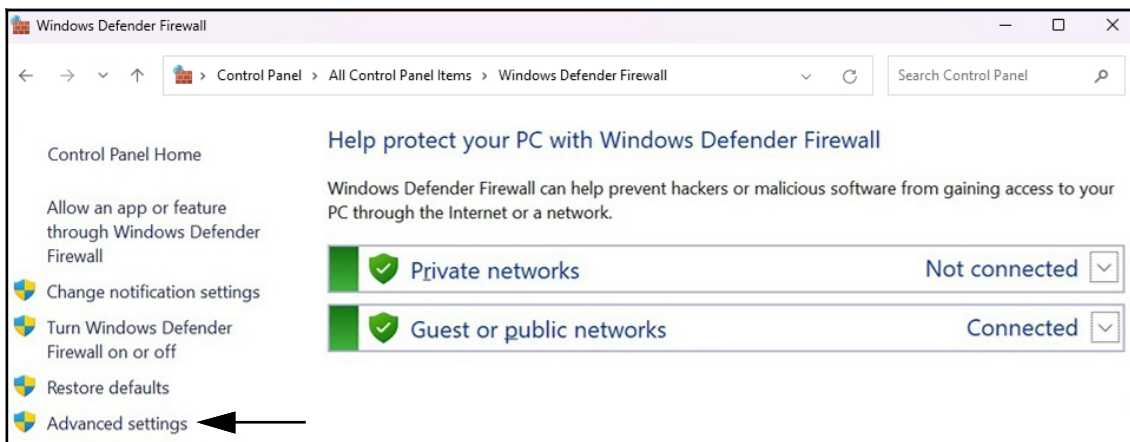 Windows Defender Firewall
Control Panel > All Control Panel Items > Windows Defender Firewall
Search Control Panel
Control Panel Home
Allow an app or feature
through Windows Defender
Firewall
Change notification settings
Turn Windows Defender
Firewall on or off
Restore defaults
Advanced settings
Help protect your PC with Windows Defender Firewall
Windows Defender Firewall can help prevent hackers or malicious software from gaining access to your
PC through the Internet or a network.
Private networks Not connected
Guest or public networks Connected